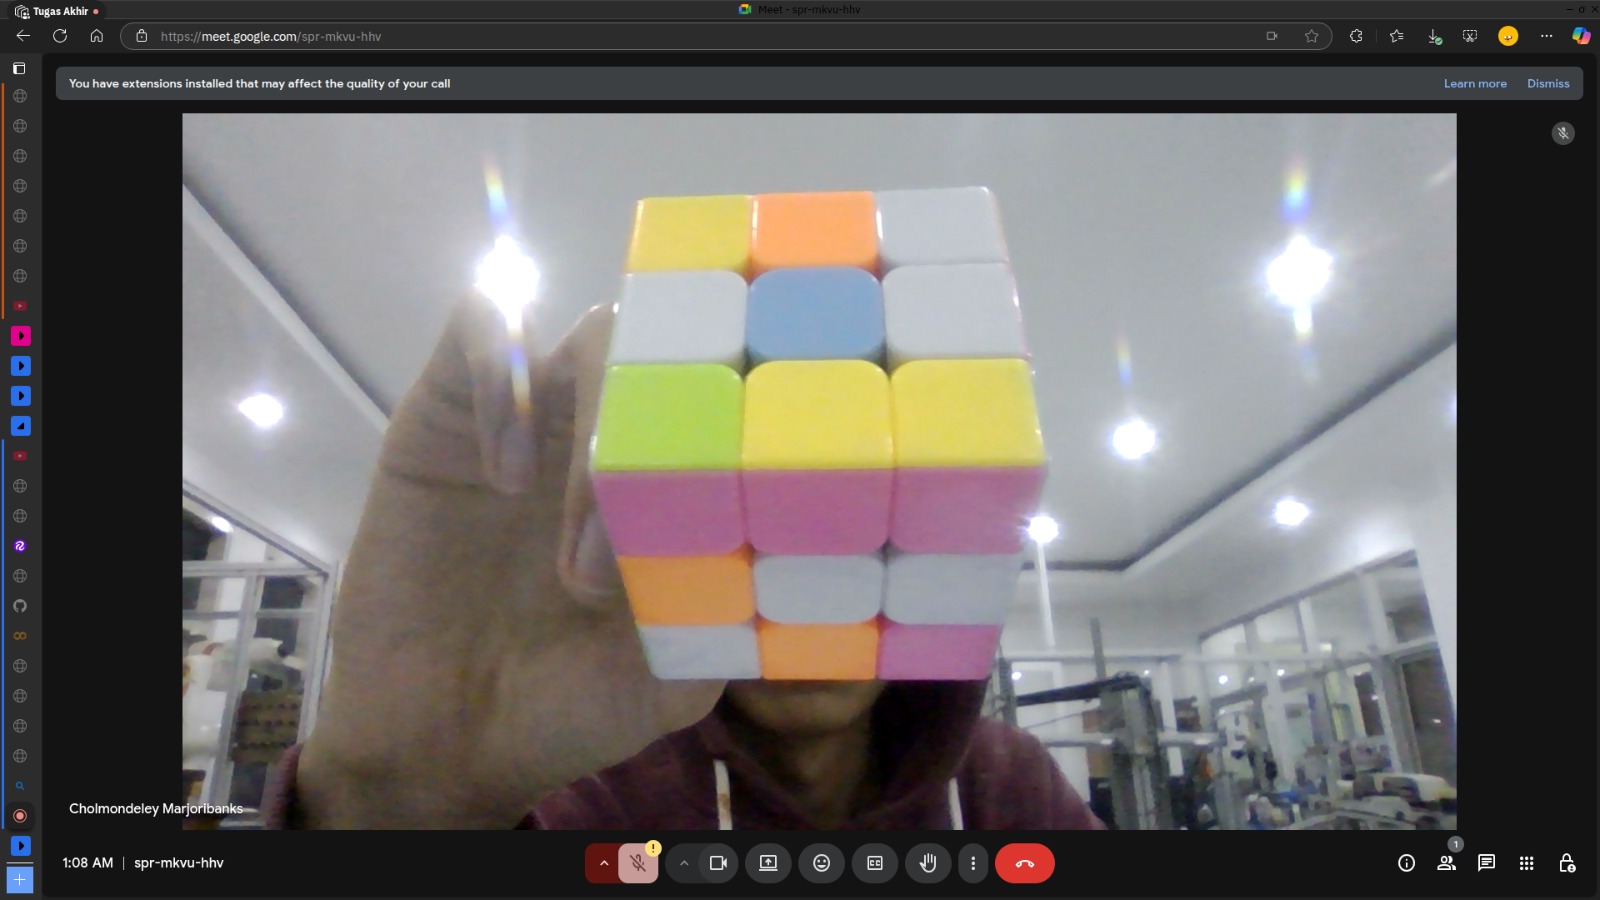 Tugas Akhir
Meet - spr-mkvu-hhv
https://meet.google.com/spr-mkvu-hhv
You have extensions installed that may affect the quality of your call
Learn more
Dismiss
Cholmondeley Marjoribanks
1:08 AM | spr-mkvu-hhv
!
CC
1